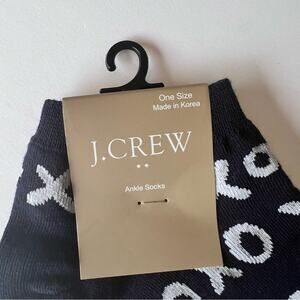 One Size
Made in Korea
J.CREW
Ankle Socks